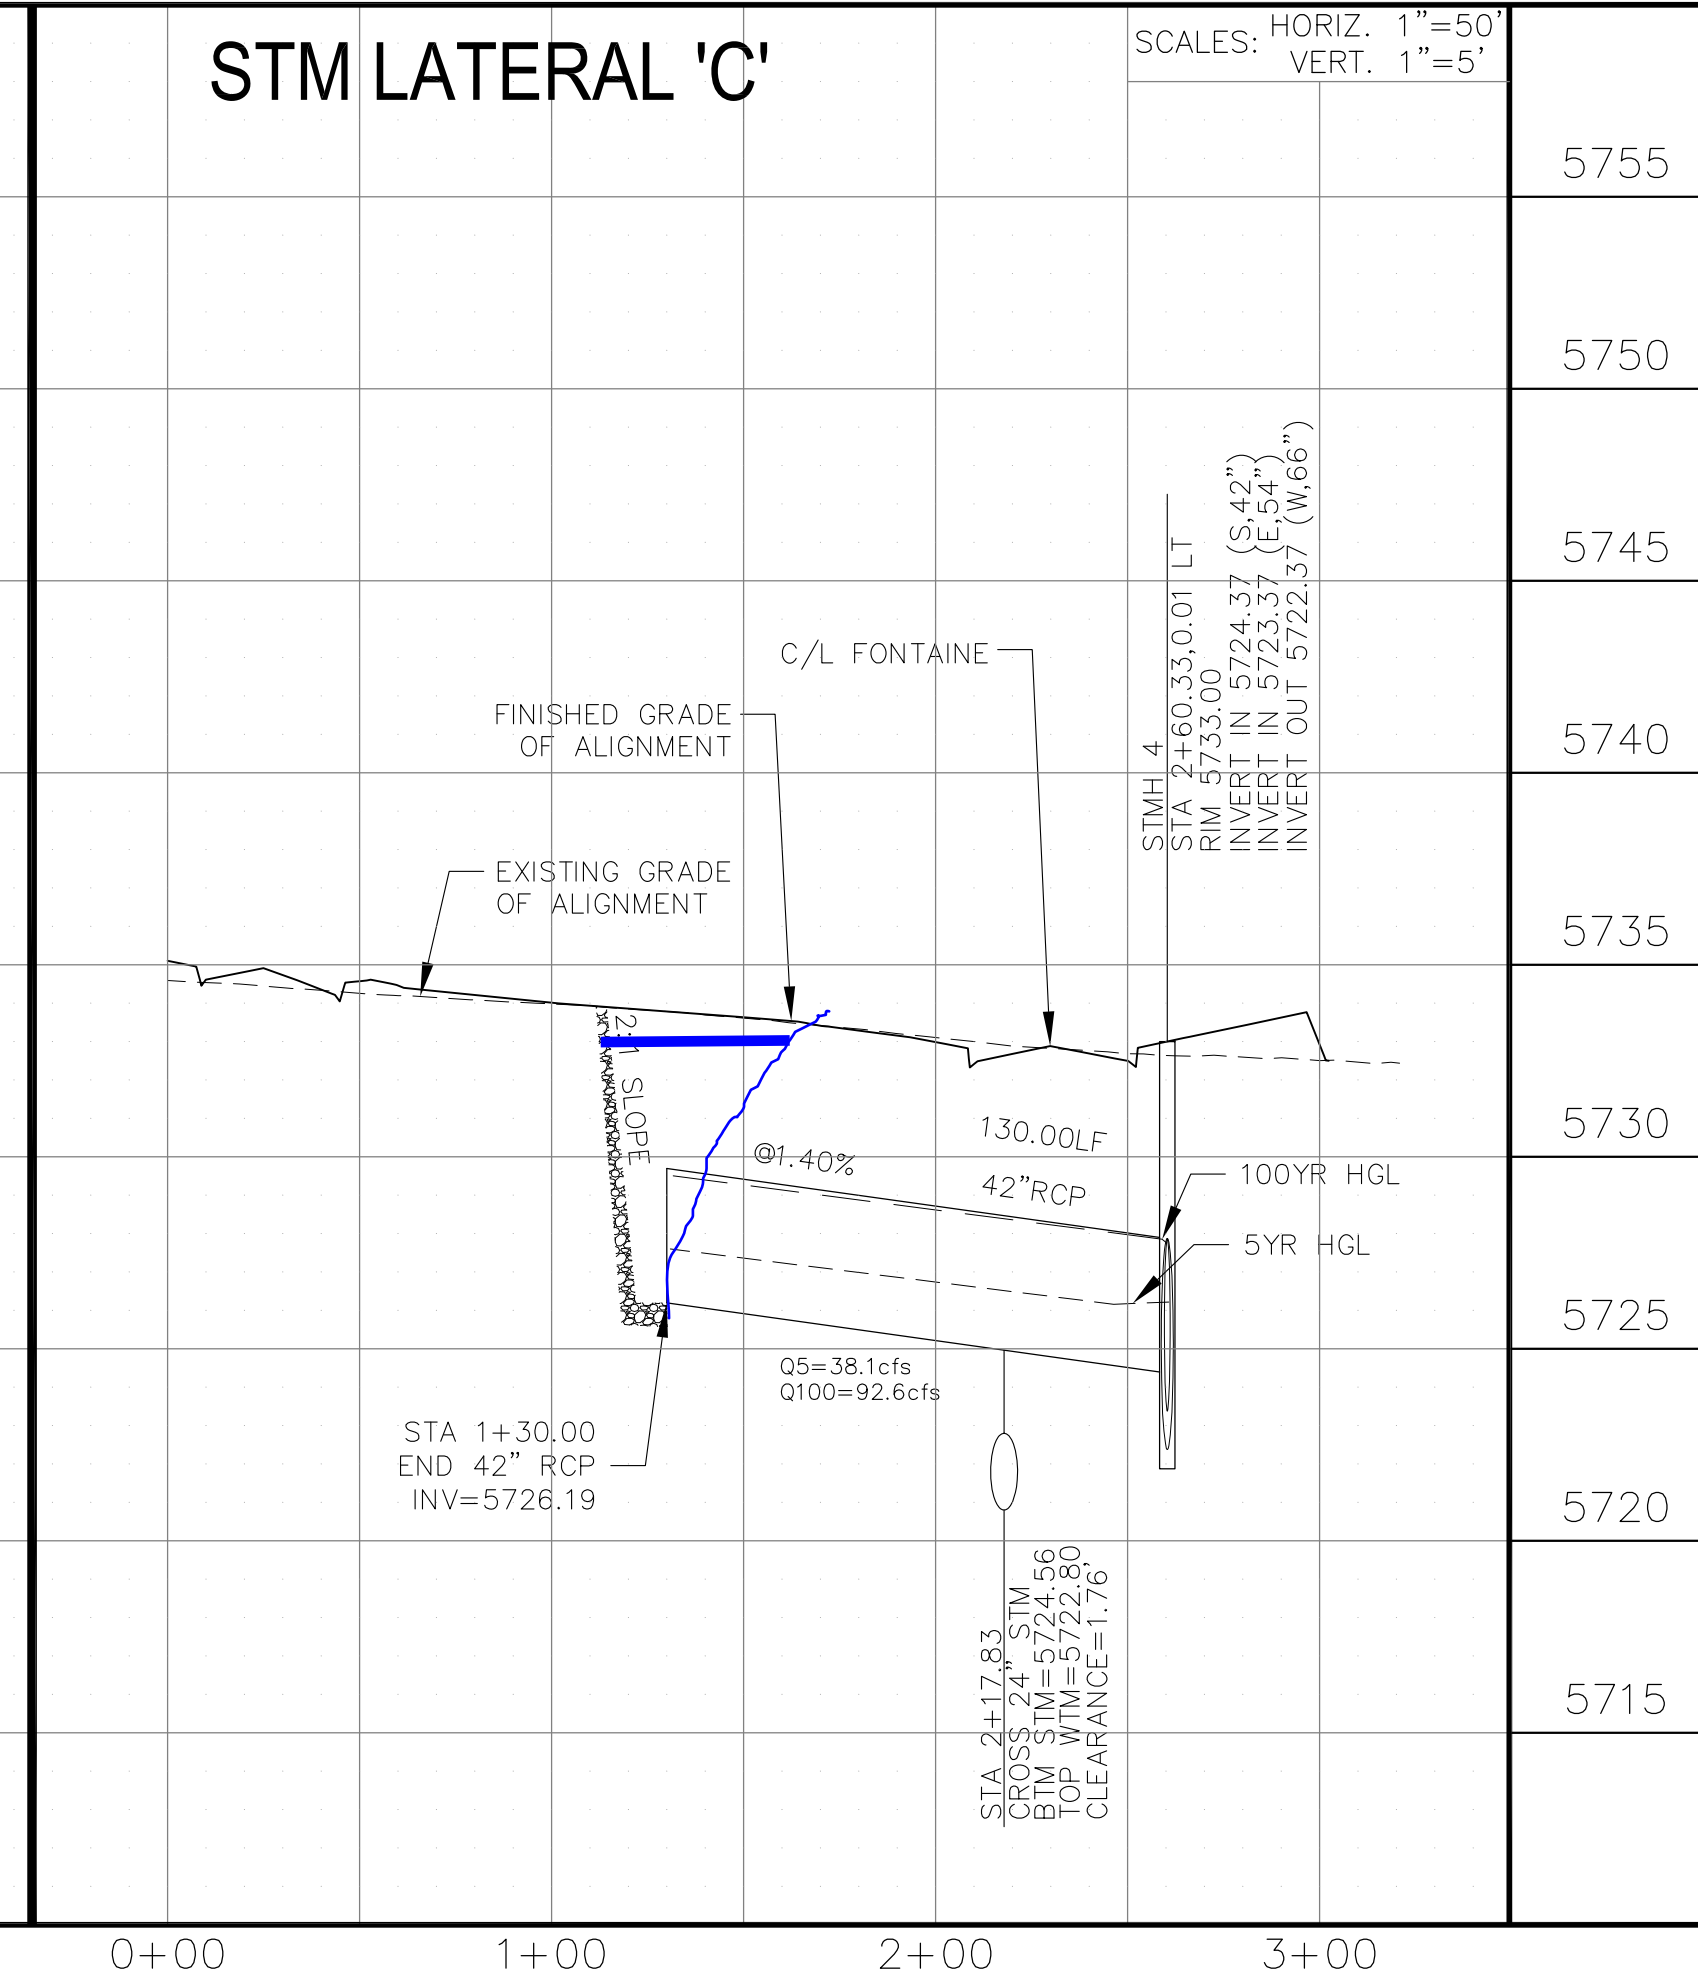 STM LATERAL 'C'
SCALES: HORIZ. 1"=50'
VERT. 1"=5'
5755
5750
5745
5740
5735
5730
5725
5720
5715
STMH 4
STA 2+60.33,0.01 LT
RIM 5733.00
INVERT IN 5724.37 (S,42")
INVERT IN 5723.37 (E,54")
INVERT OUT 5722.37 (W,66")
C/L FONTAINE
FINISHED GRADE
OF ALIGNMENT
EXISTING GRADE
OF ALIGNMENT
2:1 SLOPE
130.00LF
@1.40%
42"RCP
100YR HGL
5YR HGL
Q5=38.1cfs
Q100=92.6cfs
STA 1+30.00
END 42" RCP
INV=5726.19
STA 2+17.83
CROSS 24" STM
BTM STM=5724.56
TOP WTM=5722.80
CLEARANCE=1.76'
0+00
1+00
2+00
3+00